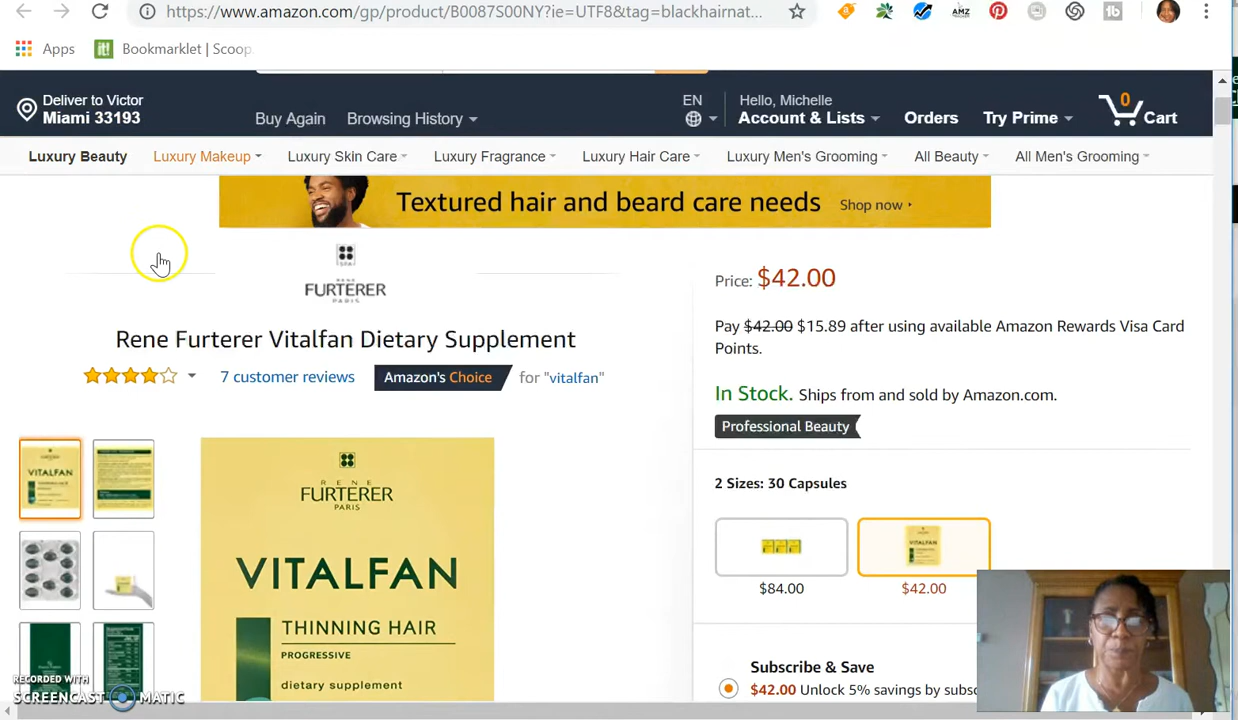 https://www.amazon.com/gp/product/B0087S00NY?ie=UTF8&tag=blackhairnat...
Apps it! Bookmarklet | Scoop.
Deliver to Victor
Miami 33193
Buy Again Browsing History
EN
Hello, Michelle
Account & Lists
Orders
Try Prime
0
Cart
Luxury Beauty Luxury Makeup Luxury Skin Care Luxury Fragrance Luxury Hair Care Luxury Men's Grooming All Beauty All Men's Grooming
Textured hair and beard care needs Shop now
RENE
FURTERER
PARIS
Rene Furterer Vitalfan Dietary Supplement
7 customer reviews Amazon's Choice for "vitalfan"
Price: $42.00
Pay $42.00 $15.89 after using available Amazon Rewards Visa Card
Points.
In Stock. Ships from and sold by Amazon.com.
Professional Beauty
2 Sizes: 30 Capsules
VITALFAN
$84.00
$42.00
Subscribe & Save
$42.00 Unlock 5% savings by subsc
VITALFAN
RENE
FURTERER
PARIS
VITALFAN
THINNING HAIR
PROGRESSIVE
dietary supplement
RECORDED WITH
SCREENCAST MATIC